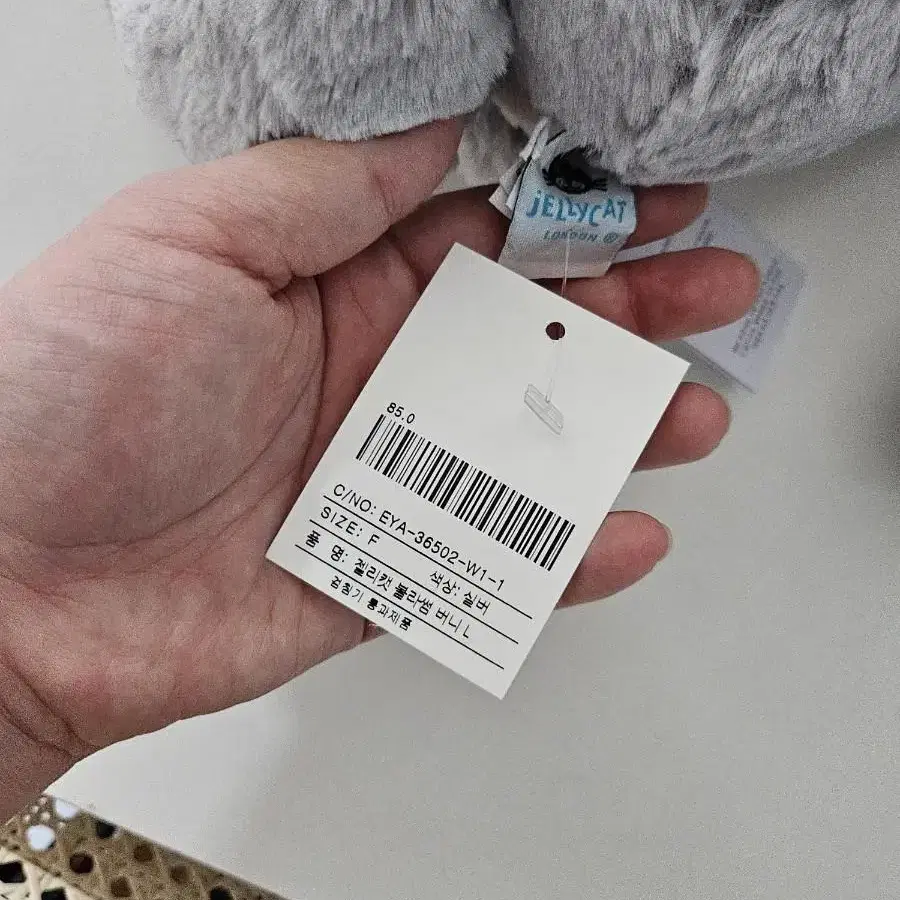 JELLYCAT
LONDON ®
85.0
C/NO: EYA-36502-W1-1
SIZE: F 색상: 실버
품 명: 젤리캣 블라썸 버니 L
검침기 통과제품